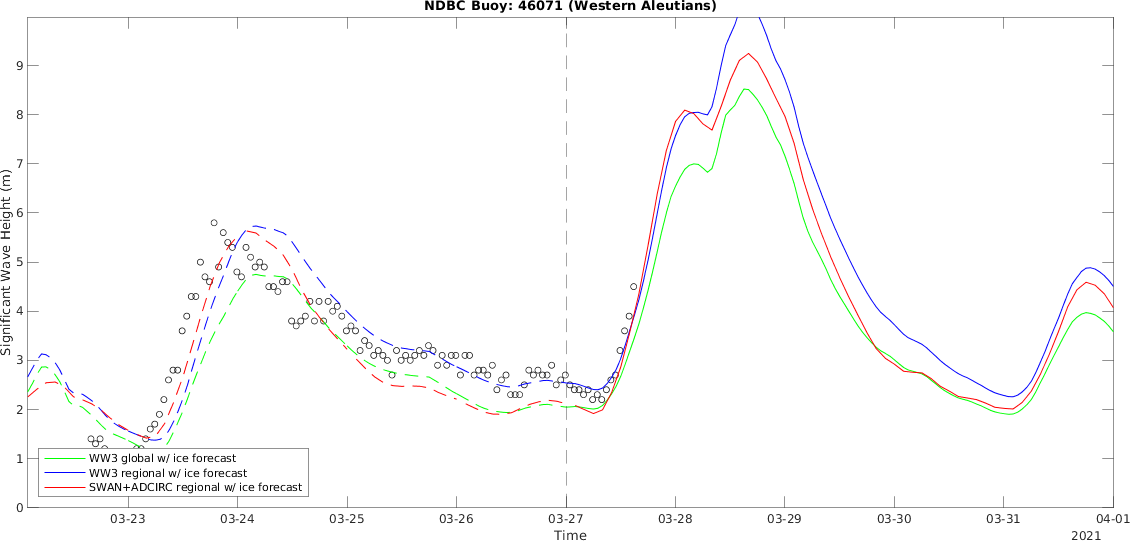 NDBC Buoy: 46071 (Western Aleutians)
Significant Wave Height (m)
9
8
7
6
5
4
3
2
1
0
WW3 global w/ ice forecast
WW3 regional w/ ice forecast
SWAN+ADCIRC regional w/ ice forecast
03-23 03-24 03-25 03-26 03-27 03-28 03-29 03-30 03-31 04-01
Time
2021